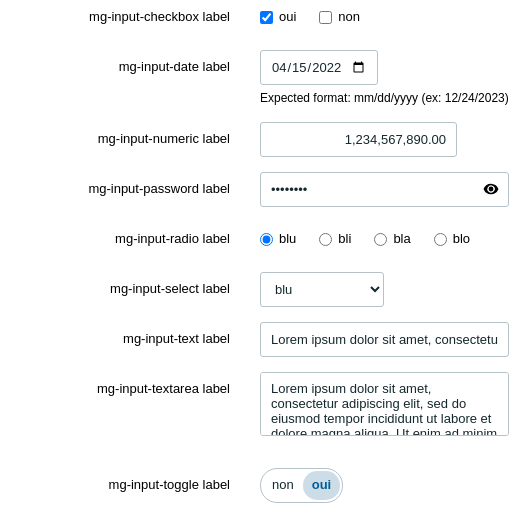 mg-input-checkbox label oui non
mg-input-date label 04/15/2022
Expected format: mm/dd/yyyy (ex: 12/24/2023)
mg-input-numeric label 1,234,567,890.00
mg-input-password label ••••••••
mg-input-radio label blu bli bla blo
mg-input-select label blu
mg-input-text label Lorem ipsum dolor sit amet, consectetu
mg-input-textarea label Lorem ipsum dolor sit amet,
consectetur adipiscing elit, sed do
eiusmod tempor incididunt ut labore et
dolore magna aliqua. Ut enim ad minim
mg-input-toggle label non oui